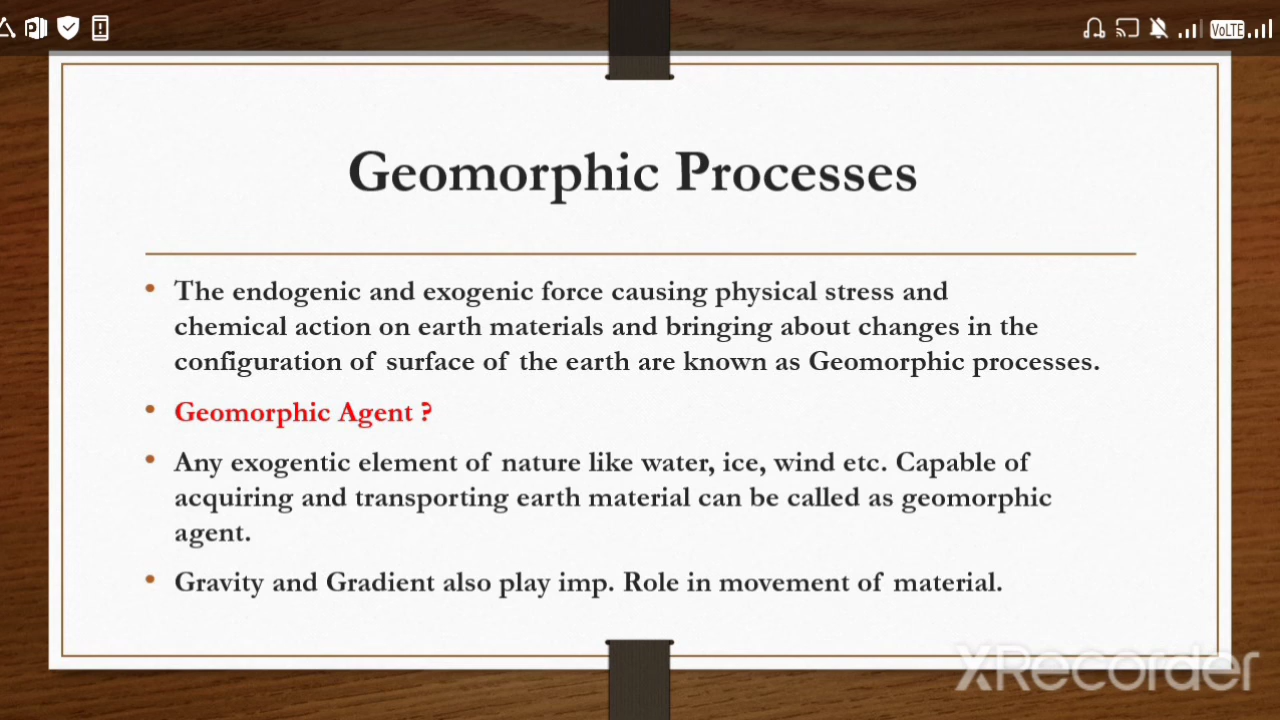 VoLTE
Geomorphic Processes
• The endogenic and exogenic force causing physical stress and
chemical action on earth materials and bringing about changes in the
configuration of surface of the earth are known as Geomorphic processes.
• Geomorphic Agent ?
• Any exogentic element of nature like water, ice, wind etc. Capable of
acquiring and transporting earth material can be called as geomorphic
agent.
• Gravity and Gradient also play imp. Role in movement of material.
XRecorder